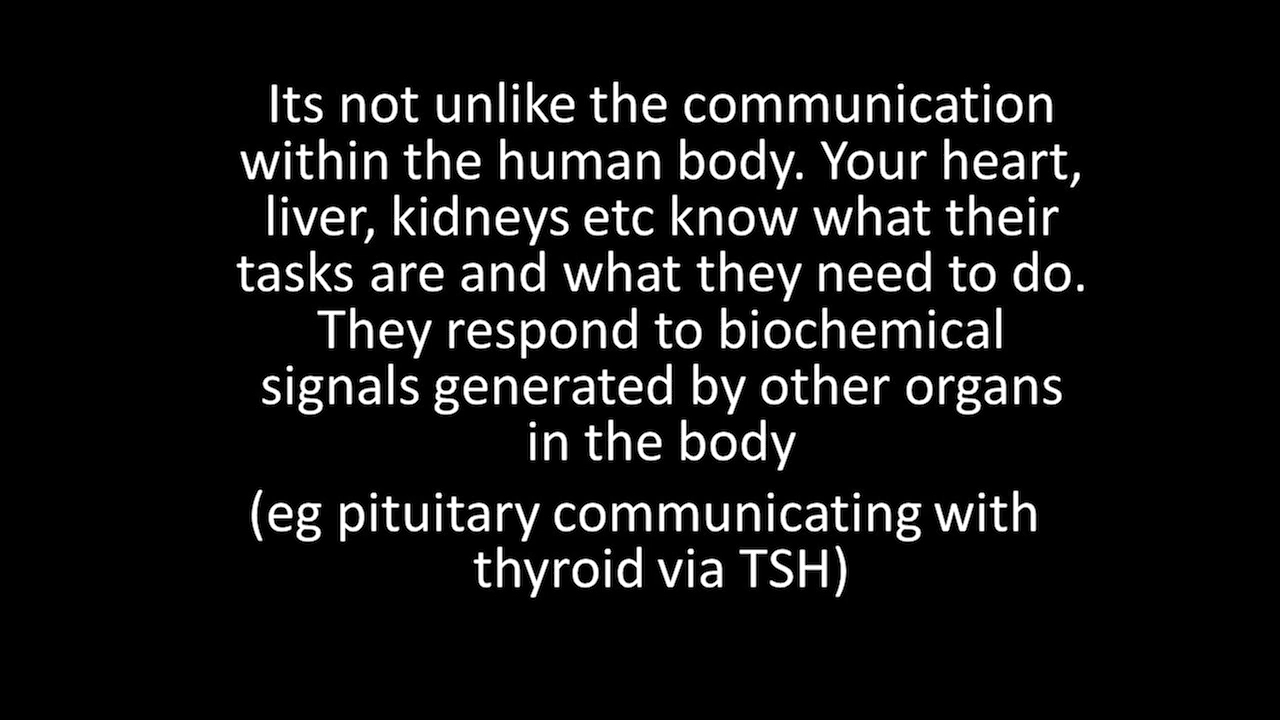 Its not unlike the communication
within the human body. Your heart,
liver, kidneys etc know what their
tasks are and what they need to do.
They respond to biochemical
signals generated by other organs
in the body
(eg pituitary communicating with
thyroid via TSH)